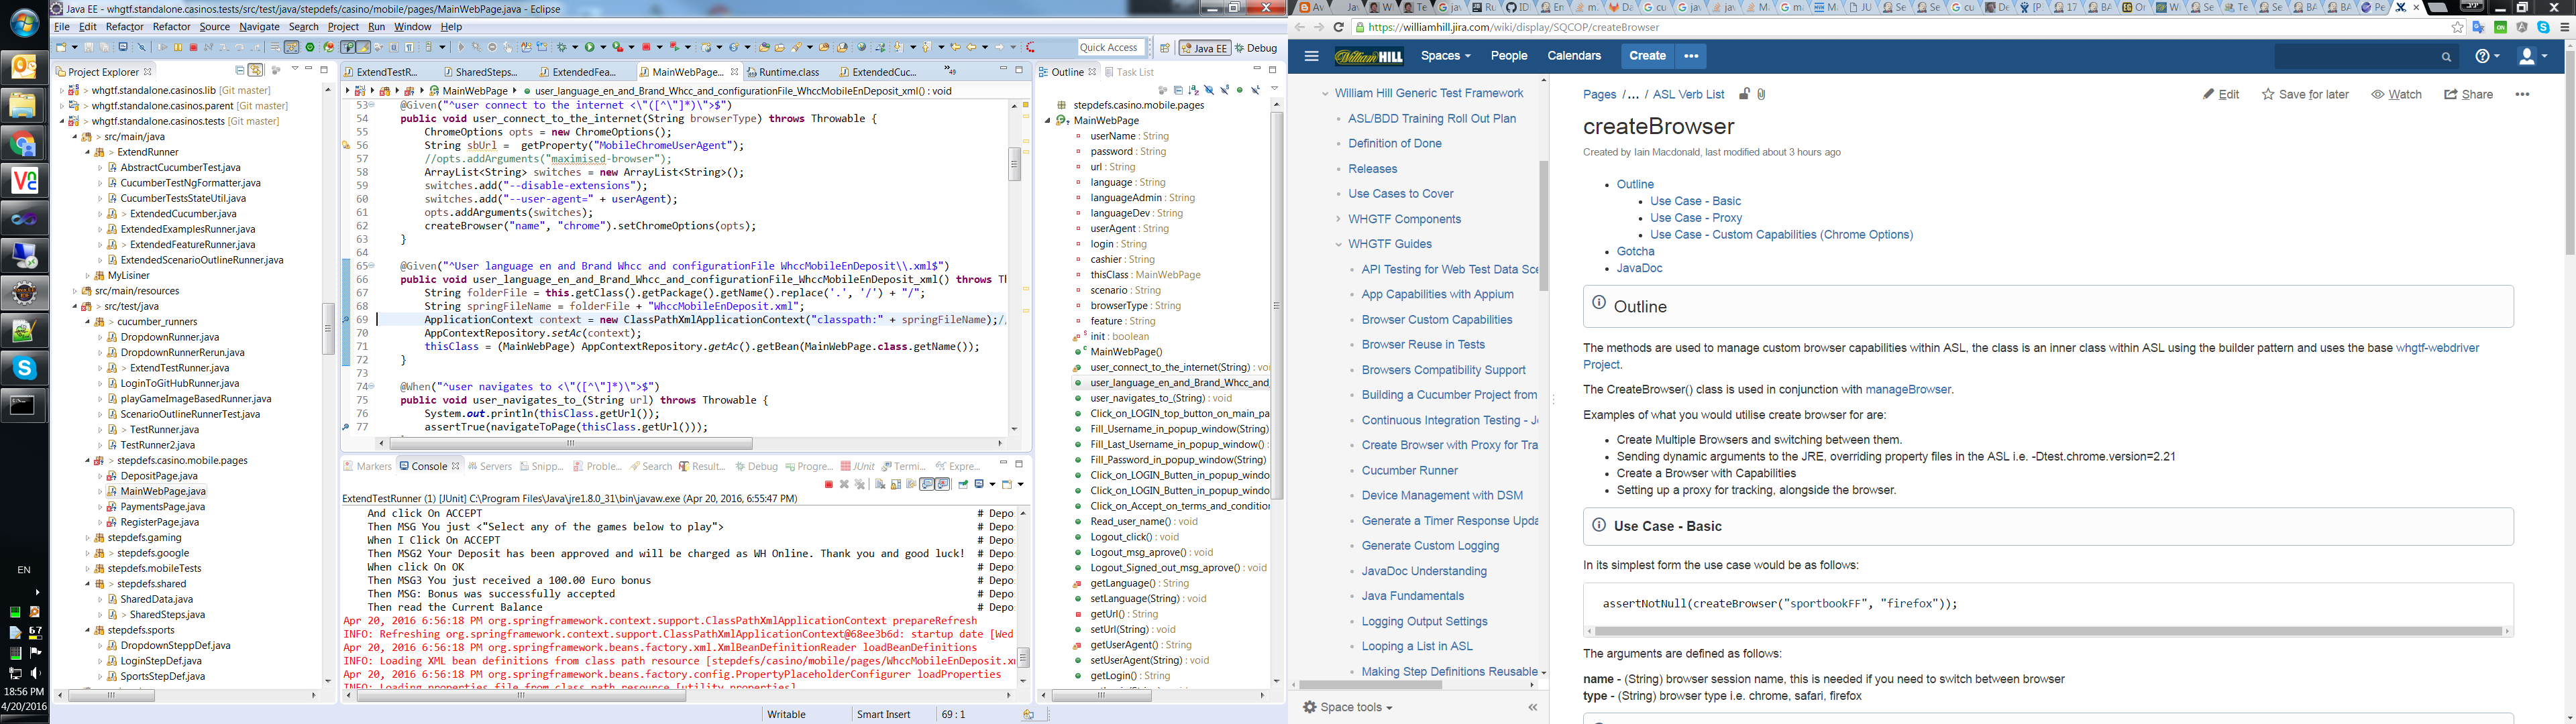 Java EE - whgtf.standalone.casinos.tests/src/test/java/stepdefs/casino/mobile/pages/MainWebPage.java - Eclipse
File Edit Refactor Source Navigate Search Project Run Window Help
Quick Access
Java EE
Debug
Project Explorer
whgtf.standalone.casinos.lib [Git master]
whgtf.standalone.casinos.parent [Git master]
whgtf.standalone.casinos.tests [Git master]
src/main/java
ExtendRunner
AbstractCucumberTest.java
CucumberTestNgFormatter.java
CucumberTestsStateUtil.java
> ExtendedCucumber.java
ExtendedExamplesRunner.java
> ExtendedFeatureRunner.java
ExtendedScenarioOutlineRunner.java
MyLisiner
src/main/resources
> src/test/java
> cucumber_runners
DropdownRunner.java
DropdownRunnerRerun.java
> ExtendTestRunner.java
LoginToGitHubRunner.java
playGameImageBasedRunner.java
ScenarioOutlineRunnerTest.java
> TestRunner.java
TestRunner2.java
> stepdefs.casino.mobile.pages
DepositPage.java
MainWebPage.java
PaymentsPage.java
RegisterPage.java
stepdefs.gaming
> stepdefs.google
stepdefs.mobileTests
> stepdefs.shared
SharedData.java
> SharedSteps.java
stepdefs.sports
DropdownSteppDef.java
LoginStepDef.java
SportsStepDef.java
EN
67
18:56 PM
4/20/2016
ExtendTestR...
SharedSteps...
ExtendedFea...
MainWebPage...
Runtime.class
ExtendedCuc...
»49
MainWebPage
user_language_en_and_Brand_Whcc_and_configurationFile_WhccMobileEnDeposit_xml() : void
53 @Given("^user connect to the internet <\"([^\"]*)\">$")
54 public void user_connect_to_the_internet(String browserType) throws Throwable {
55 ChromeOptions opts = new ChromeOptions();
56 String sbUrl = getProperty("MobileChromeUserAgent");
57 //opts.addArguments("maximised-browser");
58 ArrayList<String> switches = new ArrayList<String>();
59 switches.add("--disable-extensions");
60 switches.add("--user-agent=" + userAgent);
61 opts.addArguments(switches);
62 createBrowser("name", "chrome").setChromeOptions(opts);
63 }
64
65 @Given("^User language en and Brand Whcc and configurationFile WhccMobileEnDeposit\\.xml$")
66 public void user_language_en_and_Brand_Whcc_and_configurationFile_WhccMobileEnDeposit_xml() throws Th
67 String folderFile = this.getClass().getPackage().getName().replace('.', '/') + "/";
68 String springFileName = folderFile + "WhccMobileEnDeposit.xml";
69 ApplicationContext context = new ClassPathXmlApplicationContext("classpath:" + springFileName);//
70 AppContextRepository.setAc(context);
71 thisClass = (MainWebPage) AppContextRepository.getAc().getBean(MainWebPage.class.getName());
72 }
73
74 @When("^user navigates to <\"([^\"]*)\">$")
75 public void user_navigates_to_(String url) throws Throwable {
76 System.out.println(thisClass.getUrl());
77 assertTrue(navigateToPage(thisClass.getUrl()));
Markers Console Servers Snipp... Proble... Search Result... Debug Progre... JUnit Termi... Expre...
ExtendTestRunner (1) [JUnit] C:\Program Files\Java\jre1.8.0_31\bin\javaw.exe (Apr 20, 2016, 6:55:47 PM)
And click On ACCEPT # Depo
Then MSG You just <"Select any of the games below to play"> # Depo
When I Click On ACCEPT # Depo
Then MSG2 Your Deposit has been approved and will be charged as WH Online. Thank you and good luck! # Depo
When click On OK # Depo
Then MSG3 You just received a 100.00 Euro bonus # Depo
Then MSG: Bonus was successfully accepted # Depo
Then read the Current Balance # Depo
Apr 20, 2016 6:56:18 PM org.springframework.context.support.ClassPathXmlApplicationContext prepareRefresh
INFO: Refreshing org.springframework.context.support.ClassPathXmlApplicationContext@68ee3b6d: startup date [Wed
Apr 20, 2016 6:56:18 PM org.springframework.beans.factory.xml.XmlBeanDefinitionReader loadBeanDefinitions
INFO: Loading XML bean definitions from class path resource [stepdefs/casino/mobile/pages/WhccMobileEnDeposit.xm
Apr 20, 2016 6:56:18 PM org.springframework.beans.factory.config.PropertyPlaceholderConfigurer loadProperties
INFO: Loading properties file from class path resource [utility.properties]
Writable
Smart Insert
69 : 1
Outline
Task List
stepdefs.casino.mobile.pages
MainWebPage
userName : String
password : String
url : String
language : String
languageAdmin : String
languageDev : String
userAgent : String
login : String
cashier : String
thisClass : MainWebPage
scenario : String
browserType : String
feature : String
init : boolean
MainWebPage()
user_connect_to_the_internet(String) : voi
user_language_en_and_Brand_Whcc_and_
user_navigates_to_(String) : void
Click_on_LOGIN_top_button_on_main_pa
Fill_Username_in_popup_window(String)
Fill_Last_Username_in_popup_window() :
Fill_Password_in_popup_window(String)
Click_on_LOGIN_Butten_in_popup_windo
Click_on_LOGIN_Butten_in_popup_windo
Click_on_Accept_on_terms_and_condition
Read_user_name() : void
Logout_click() : void
Logout_msg_aprove() : void
Logout_Signed_out_msg_aprove() : void
getLanguage() : String
setLanguage(String) : void
getUrl() : String
setUrl(String) : void
getUserAgent() : String
setUserAgent(String) : void
getLogin() : String
https://williamhill.jira.com/wiki/display/SQCOP/createBrowser
William HILL
Spaces
People
Calendars
Create
William Hill Generic Test Framework
ASL/BDD Training Roll Out Plan
Definition of Done
Releases
Use Cases to Cover
WHGTF Components
WHGTF Guides
API Testing for Web Test Data Sce
App Capabilities with Appium
Browser Custom Capabilities
Browser Reuse in Tests
Browsers Compatibility Support
Building a Cucumber Project from
Continuous Integration Testing - Je
Create Browser with Proxy for Tra
Cucumber Runner
Device Management with DSM
Generate a Timer Response Upda
Generate Custom Logging
JavaDoc Understanding
Java Fundamentals
Logging Output Settings
Looping a List in ASL
Making Step Definitions Reusable
Space tools
Pages /... / ASL Verb List
Edit
Save for later
Watch
Share
createBrowser
Created by Iain Macdonald, last modified about 3 hours ago
Outline
Use Case - Basic
Use Case - Proxy
Use Case - Custom Capabilities (Chrome Options)
Gotcha
JavaDoc
Outline
The methods are used to manage custom browser capabilities within ASL, the class is an inner class within ASL using the builder pattern and uses the base whgtf-webdriver
Project.
The CreateBrowser() class is used in conjunction with manageBrowser.
Examples of what you would utilise create browser for are:
Create Multiple Browsers and switching between them.
Sending dynamic arguments to the JRE, overriding property files in the ASL i.e. -Dtest.chrome.version=2.21
Create a Browser with Capabilities
Setting up a proxy for tracking, alongside the browser.
Use Case - Basic
In its simplest form the use case would be as follows:
assertNotNull(createBrowser("sportbookFF", "firefox"));
The arguments are defined as follows:
name - (String) browser session name, this is needed if you need to switch between browser
type - (String) browser type i.e. chrome, safari, firefox